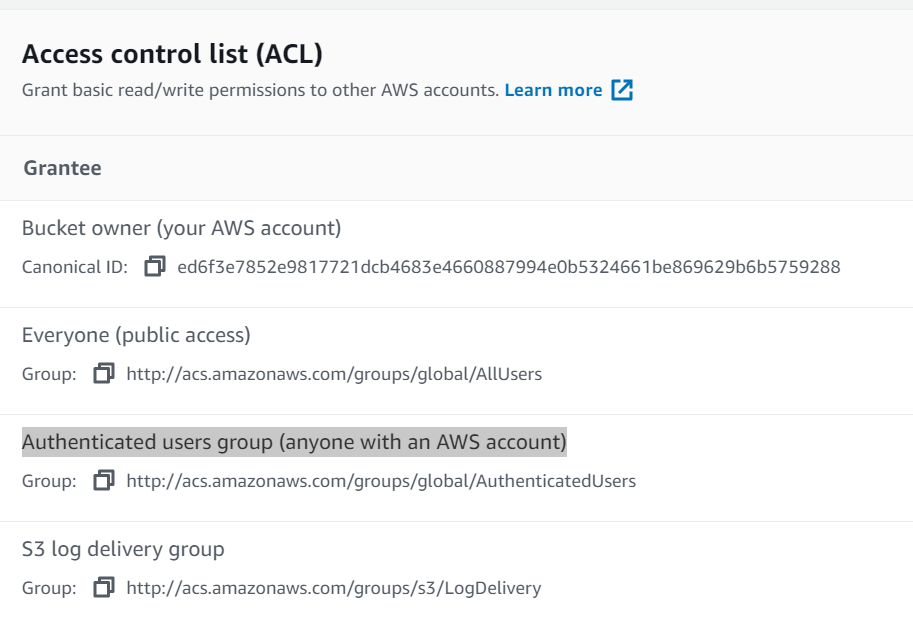 Access control list (ACL)
Grant basic read/write permissions to other AWS accounts. Learn more
Grantee
Bucket owner (your AWS account)
Canonical ID: ed6f3e7852e9817721dcb4683e4660887994e0b5324661be869629b6b5759288
Everyone (public access)
Group: http://acs.amazonaws.com/groups/global/AllUsers
Authenticated users group (anyone with an AWS account)
Group: http://acs.amazonaws.com/groups/global/AuthenticatedUsers
S3 log delivery group
Group: http://acs.amazonaws.com/groups/s3/LogDelivery